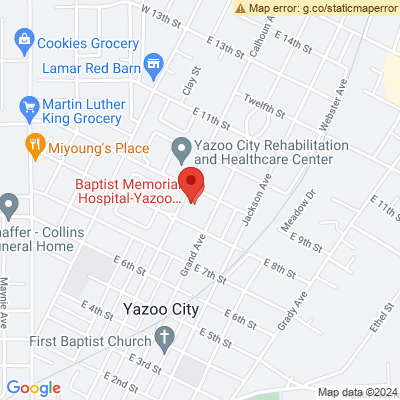 Map error: g.co/staticmaperror
W 13th St
E 13th St
Calhoun A
E 14th St
Cookies Grocery
Lamar Red Barn
Clay St
Twelfth St
Webster Ave
E 11th St
Martin Luther
King Grocery
Miyoung's Place
Yazoo City Rehabilitation
and Healthcare Center
Baptist Memorial
Hospital-Yazoo...
Jackson Ave
Meadow Dr
E 11th St
affer - Collins
uneral Home
E 9th St
Grand Ave
E 8th St
E 6th St
E 7th St
Maynie Ave
E 4th St
Yazoo City
E 6th St
Grady Ave
Ethel St
First Baptist Church
E 5th St
E 3rd St
E 2nd St
Google
Map data ©2024